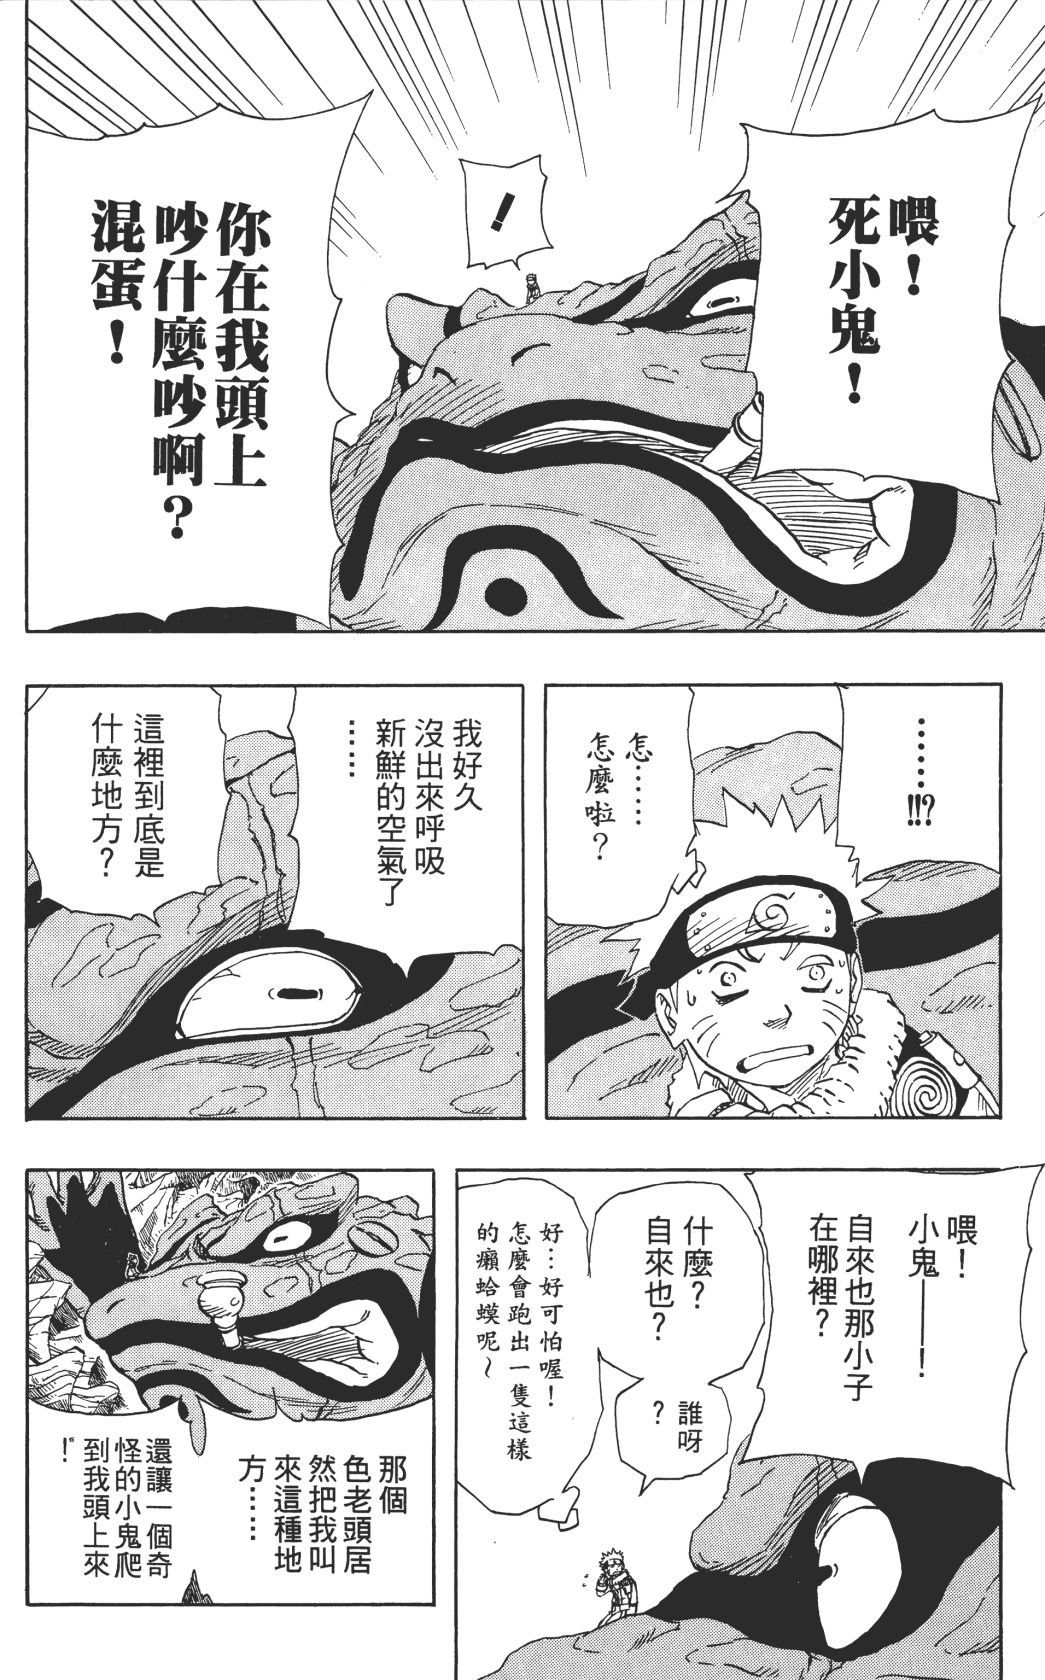 喂！
死小鬼！
！
你在我頭上
吵什麼吵啊？
混蛋！
……!!?
怎……
怎麼啦？
我好久
沒出來呼吸
新鮮的空氣了
……
這裡到底是
什麼地方？
喂！
小鬼——！
自來也那小子
在哪裡？
什麼？
自來也？
誰呀
？
好…好可怕喔！
怎麼會跑出一隻這樣
的癩蛤蟆呢～
那個
色老頭居
然把我叫
來這種地
方……
還讓一個奇
怪的小鬼爬
到我頭上來
！